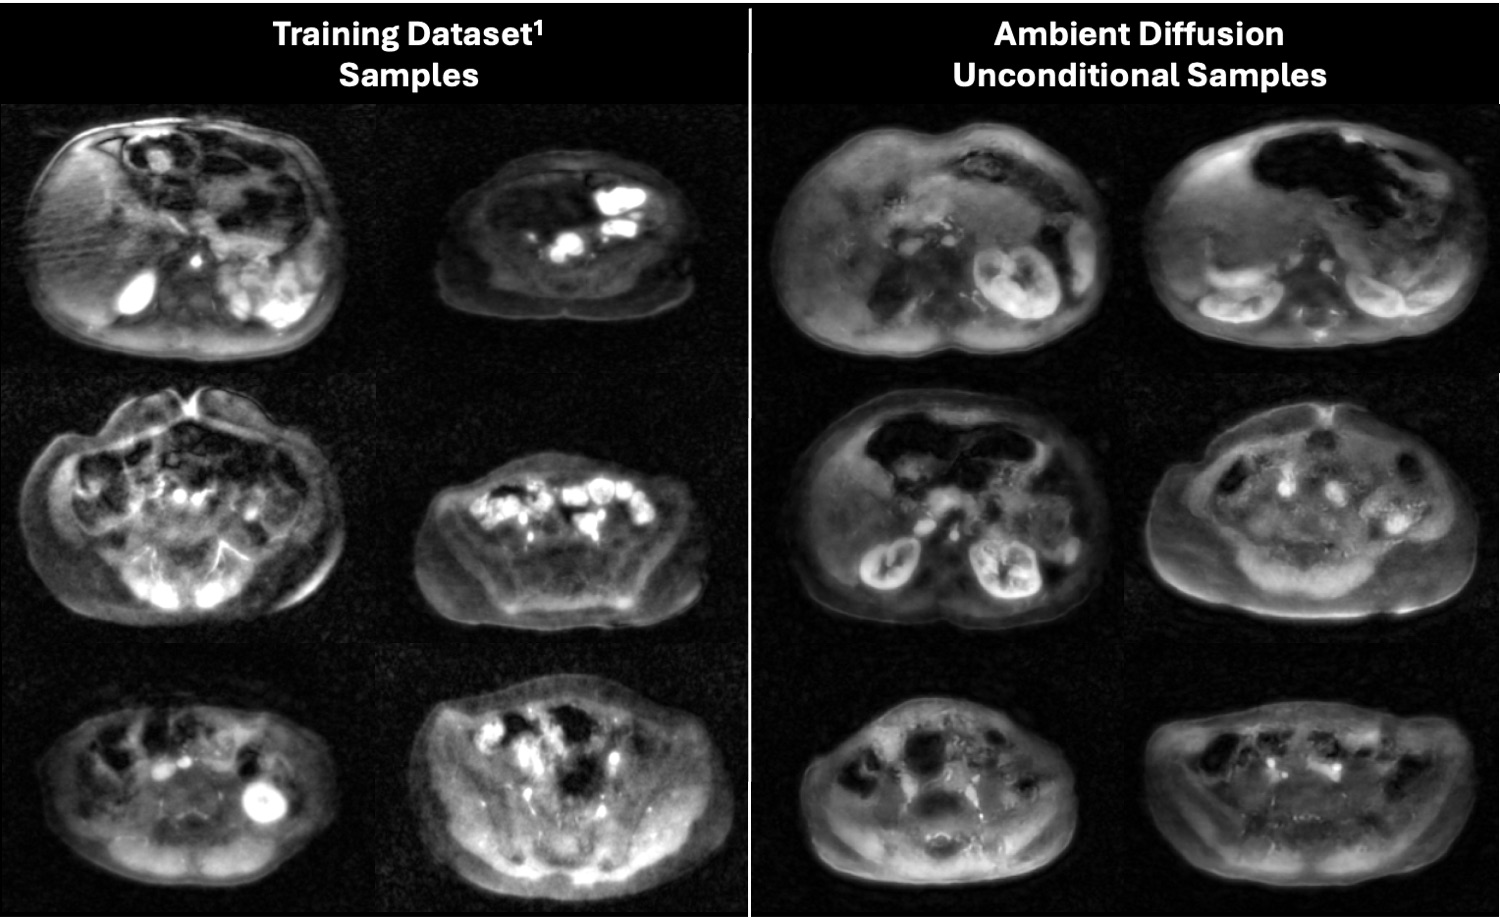 Training Dataset¹
Samples
Ambient Diffusion
Unconditional Samples